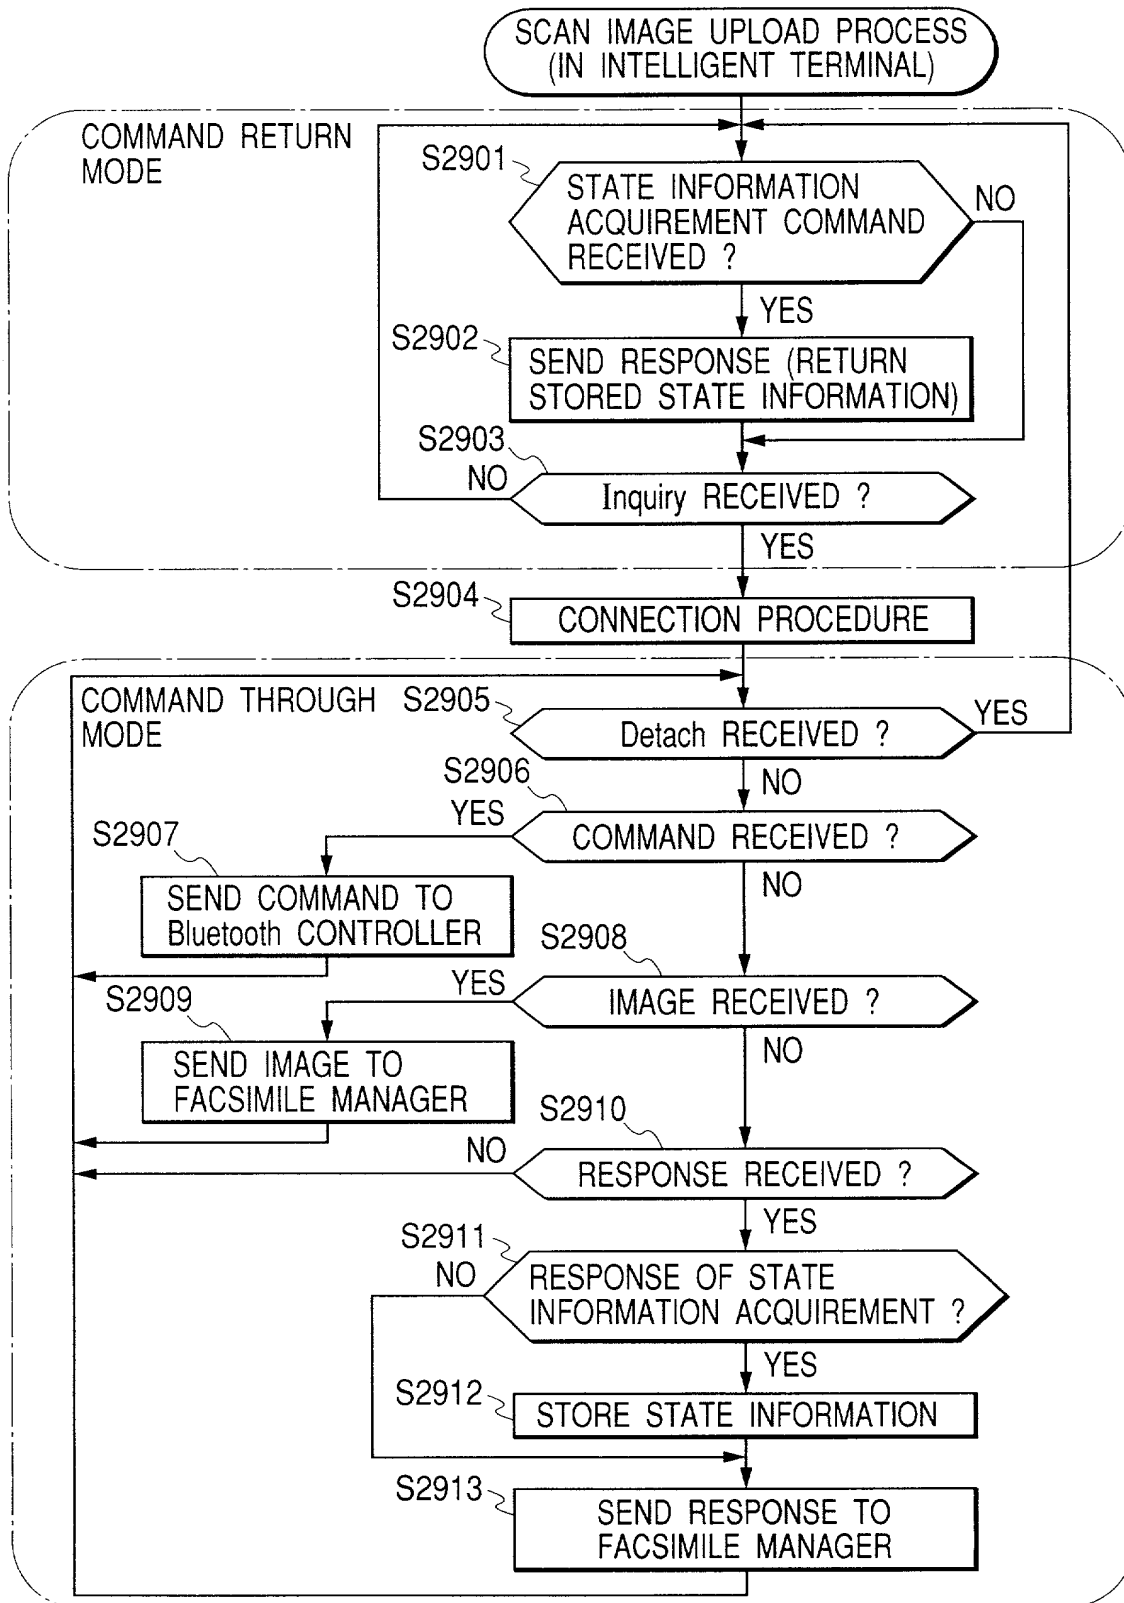 SCAN IMAGE UPLOAD PROCESS
(IN INTELLIGENT TERMINAL)
COMMAND RETURN
MODE
S2901
STATE INFORMATION
ACQUIREMENT COMMAND
RECEIVED ?
NO
YES
S2902
SEND RESPONSE (RETURN
STORED STATE INFORMATION)
S2903
NO
Inquiry RECEIVED ?
YES
S2904
CONNECTION PROCEDURE
COMMAND THROUGH
MODE
S2905
Detach RECEIVED ?
YES
NO
S2906
YES
COMMAND RECEIVED ?
NO
S2907
SEND COMMAND TO
Bluetooth CONTROLLER
S2908
YES
IMAGE RECEIVED ?
NO
S2909
SEND IMAGE TO
FACSIMILE MANAGER
S2910
NO
RESPONSE RECEIVED ?
YES
S2911
NO
RESPONSE OF STATE
INFORMATION ACQUIREMENT ?
YES
S2912
STORE STATE INFORMATION
S2913
SEND RESPONSE TO
FACSIMILE MANAGER